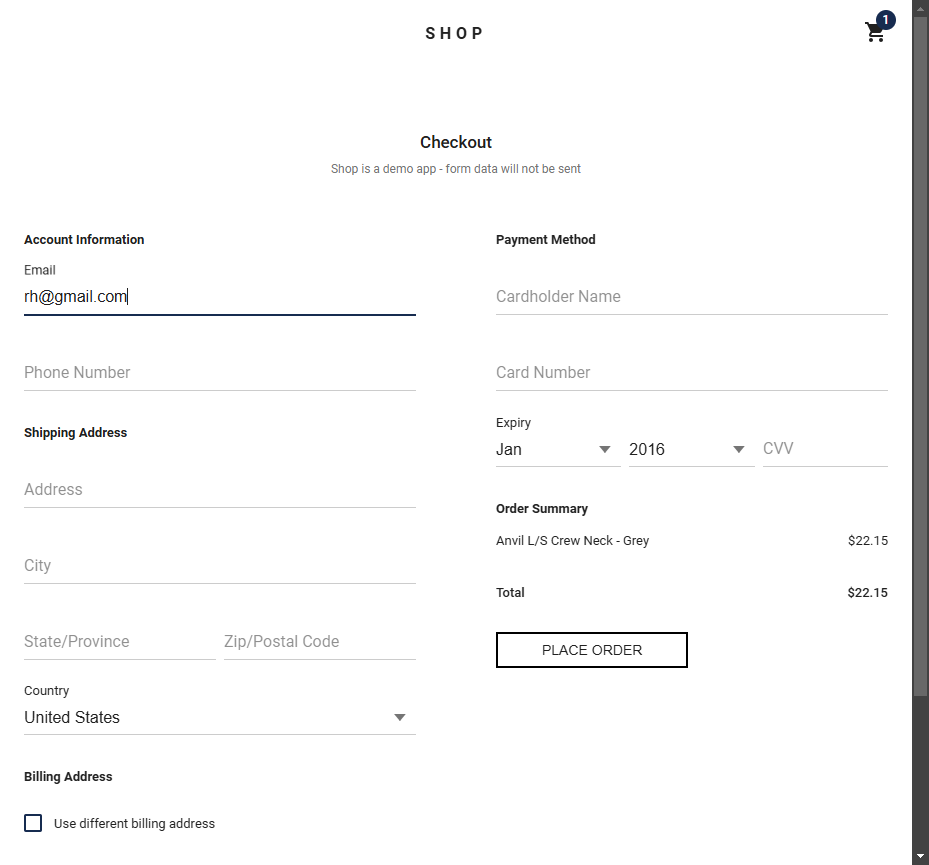 SHOP
1
Checkout
Shop is a demo app - form data will not be sent
Account Information
Email
rh@gmail.com
Phone Number
Shipping Address
Address
City
State/Province Zip/Postal Code
Country
United States
Billing Address
Use different billing address
Payment Method
Cardholder Name
Card Number
Expiry
Jan 2016 CVV
Order Summary
Anvil L/S Crew Neck - Grey $22.15
Total $22.15
PLACE ORDER